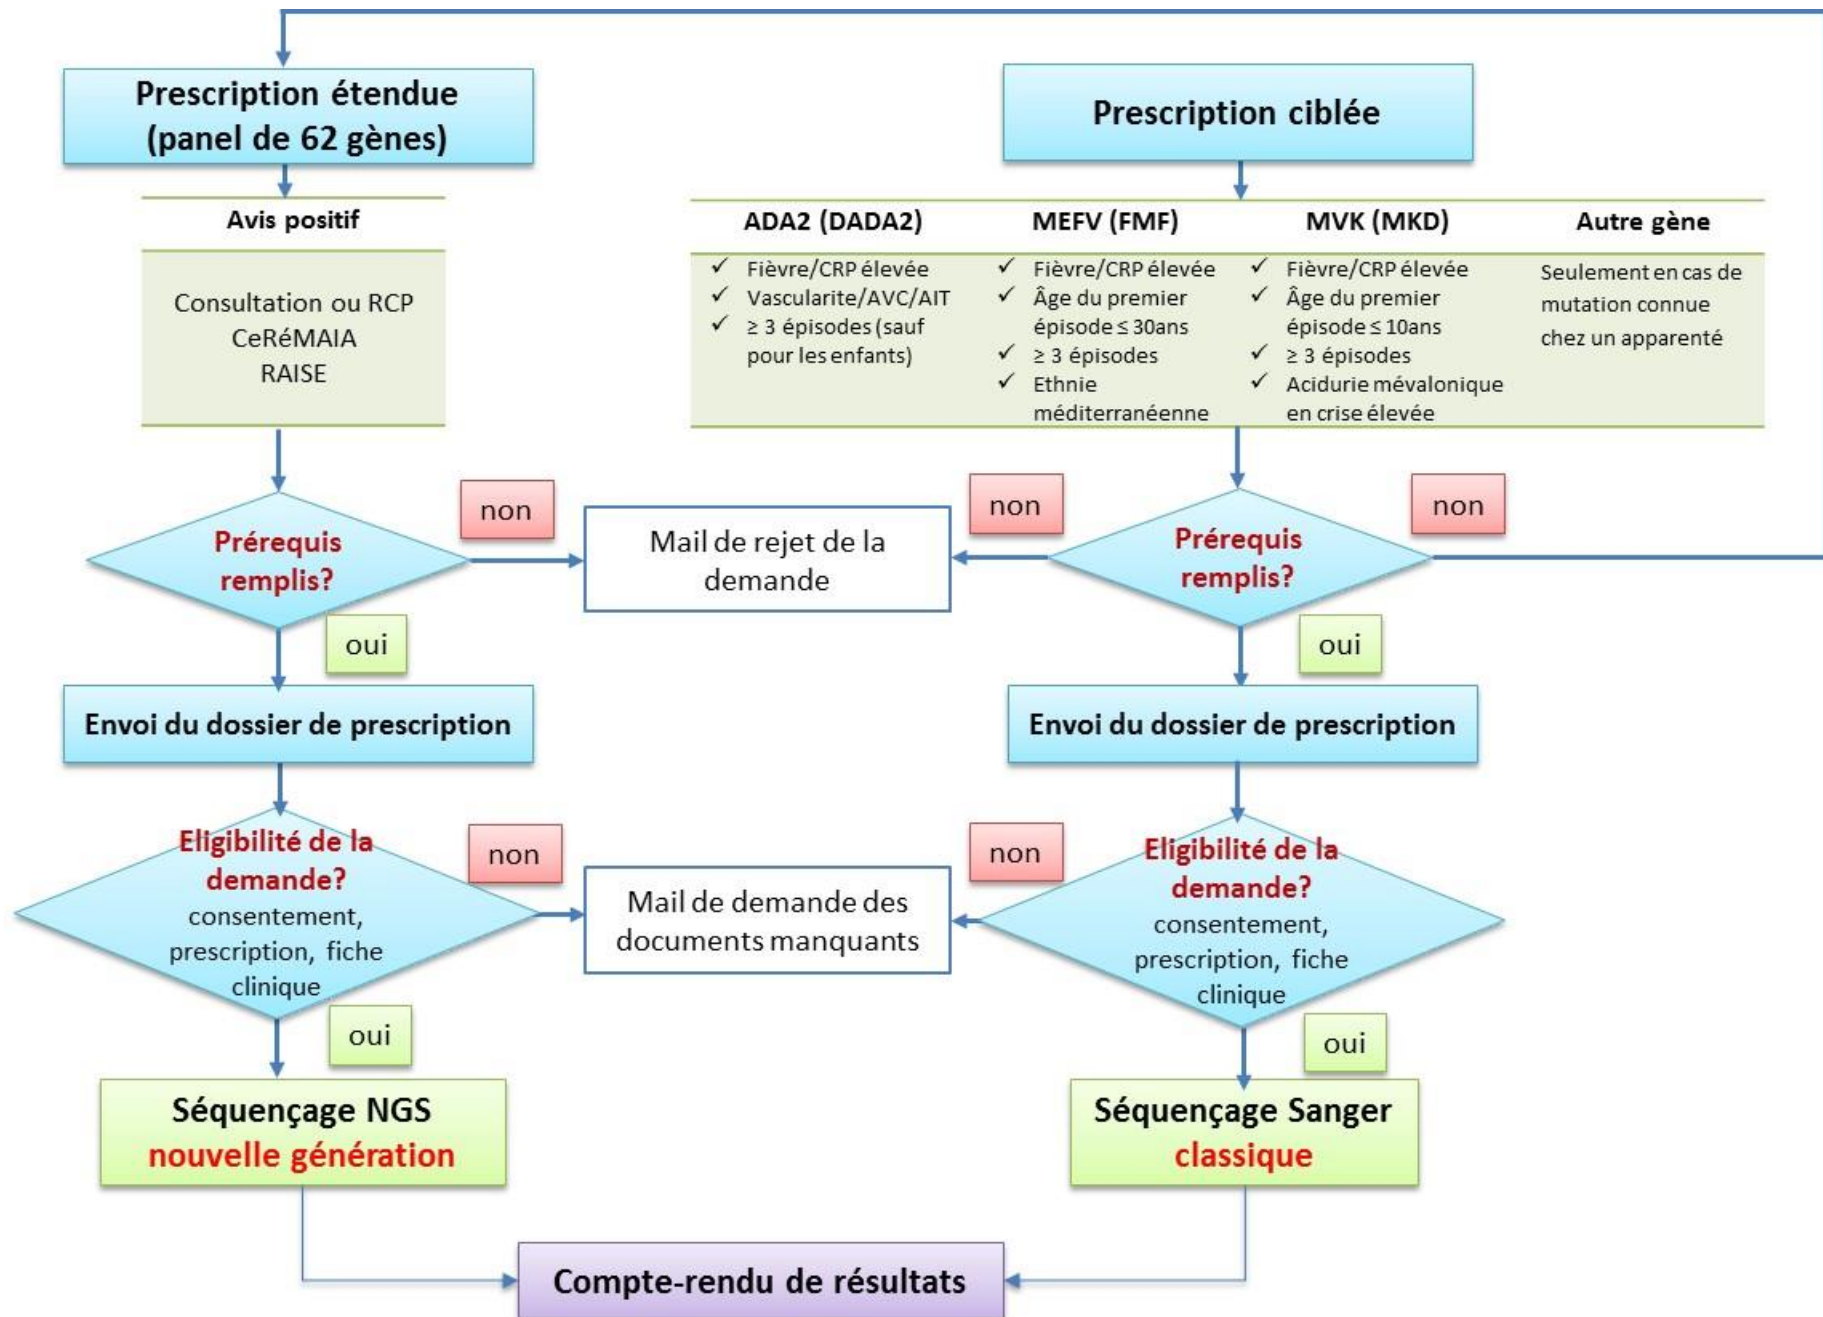 Prescription étendue
(panel de 62 gènes)
Avis positif
Consultation ou RCP
CeRéMAIA
RAISE
Prescription ciblée
ADA2 (DADA2)
✓ Fièvre/CRP élevée
✓ Vascularite/AVC/AIT
✓ ≥ 3 épisodes (sauf
pour les enfants)
MEFV (FMF)
✓ Fièvre/CRP élevée
✓ Âge du premier
épisode ≤ 30ans
✓ ≥ 3 épisodes
✓ Ethnie
méditerranéenne
MVK (MKD)
✓ Fièvre/CRP élevée
✓ Âge du premier
épisode ≤ 10ans
✓ ≥ 3 épisodes
✓ Acidurie mévalonique
en crise élevée
Autre gène
Seulement en cas de
mutation connue
chez un apparenté
Prérequis
remplis?
non
Mail de rejet de la
demande
non
Prérequis
remplis?
non
oui
oui
Envoi du dossier de prescription
Envoi du dossier de prescription
Eligibilité de la
demande?
consentement,
prescription, fiche
clinique
non
Mail de demande des
documents manquants
non
Eligibilité de la
demande?
consentement,
prescription, fiche
clinique
oui
oui
Séquençage NGS
nouvelle génération
Séquençage Sanger
classique
Compte-rendu de résultats